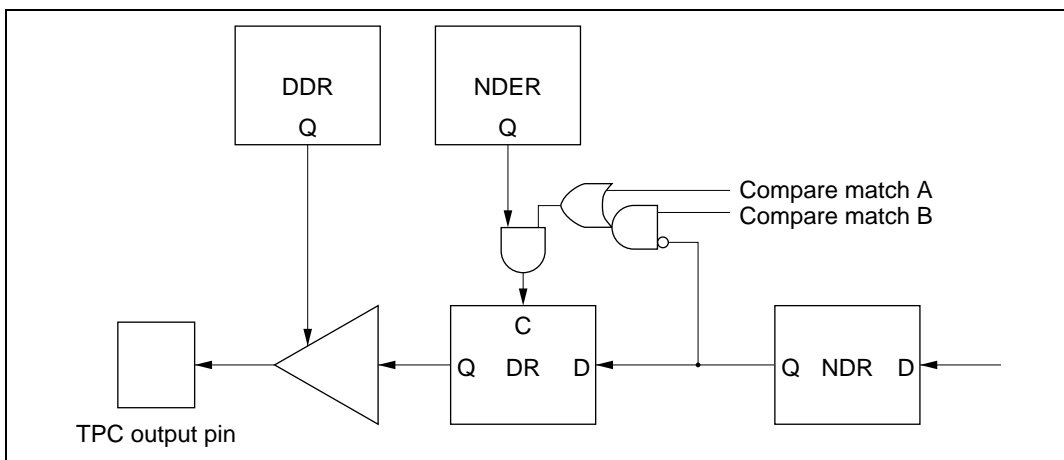 DDR
Q
NDER
Q
Compare match A
Compare match B
C
Q DR D
Q NDR D
TPC output pin